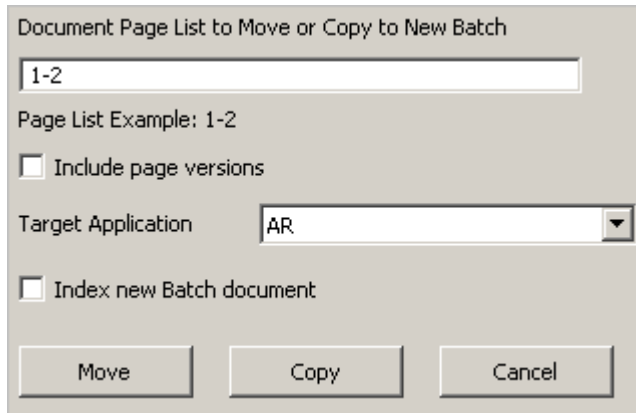 Document Page List to Move or Copy to New Batch
1-2
Page List Example: 1-2
Include page versions
Target Application AR
Index new Batch document
Move Copy Cancel